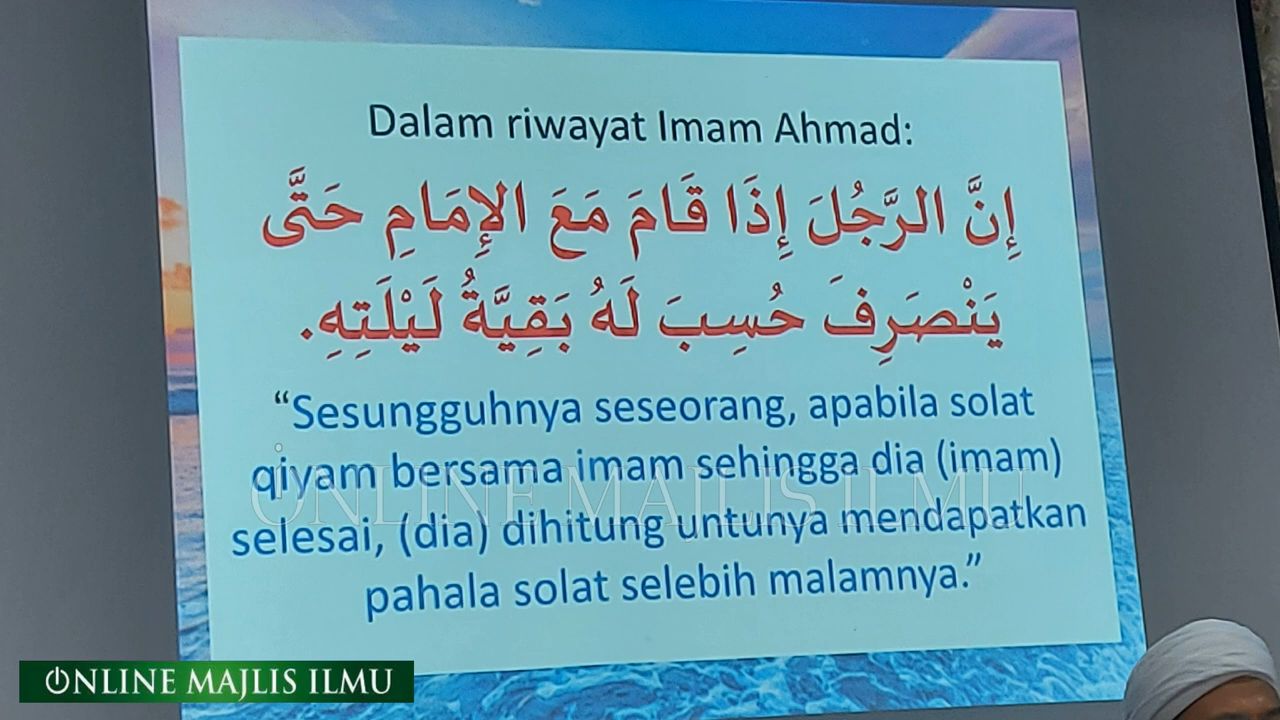 Dalam riwayat Imam Ahmad:
إِنَّ الرَّجُلَ إِذَا قَامَ مَعَ الإِمَامِ حَتَّى
يَنْصَرِفَ حُسِبَ لَهُ بَقِيَّةُ لَيْلَتِهِ.
“Sesungguhnya seseorang, apabila solat
qiyam bersama imam sehingga dia (imam)
selesai, (dia) dihitung untunya mendapatkan
pahala solat selebih malamnya.”
ONLINE MAJLIS ILMU
ONLINE MAJLIS ILMU